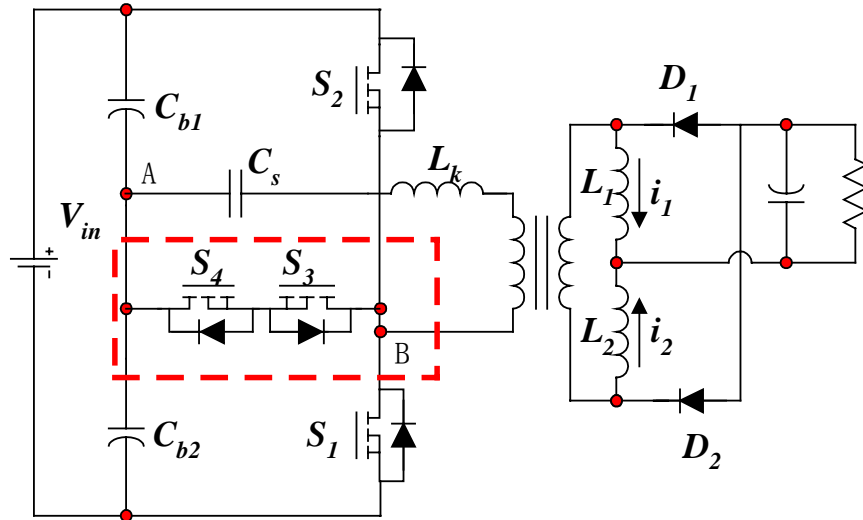 S2
D1
Cb1
A
Cs
Lk
L1
i1
Vin
+
-
S4
S3
B
L2
i2
Cb2
S1
D2